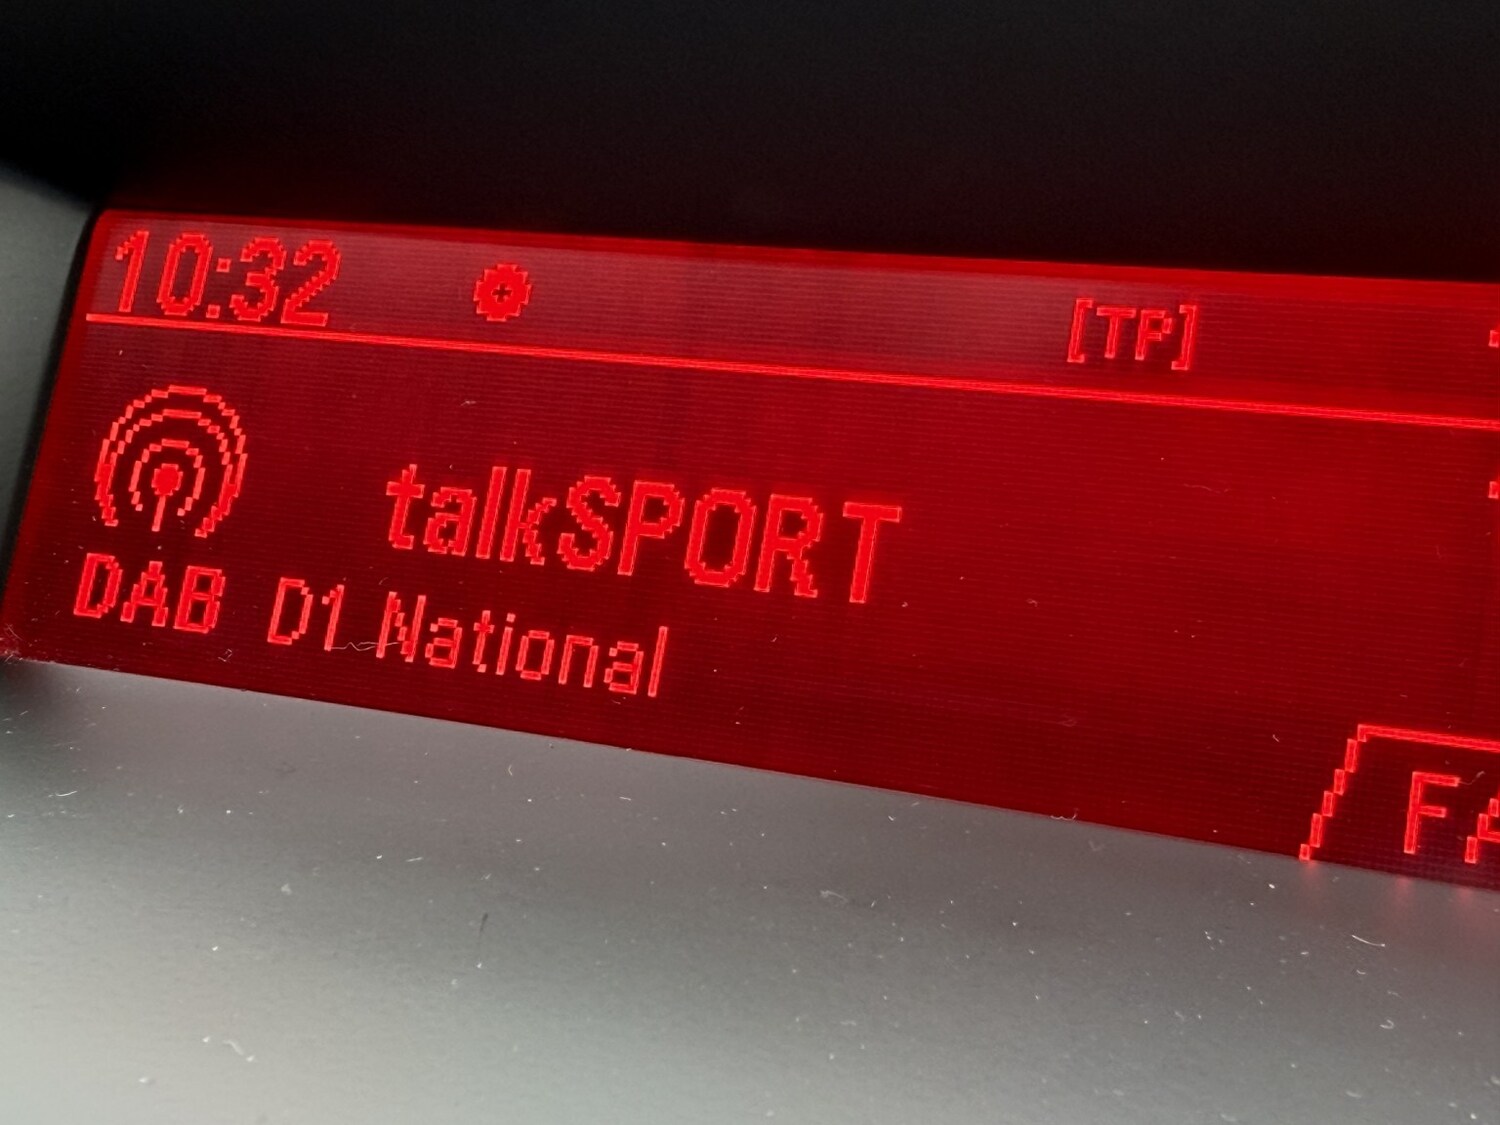 10:32 [TP]
talkSPORT
DAB D1 National